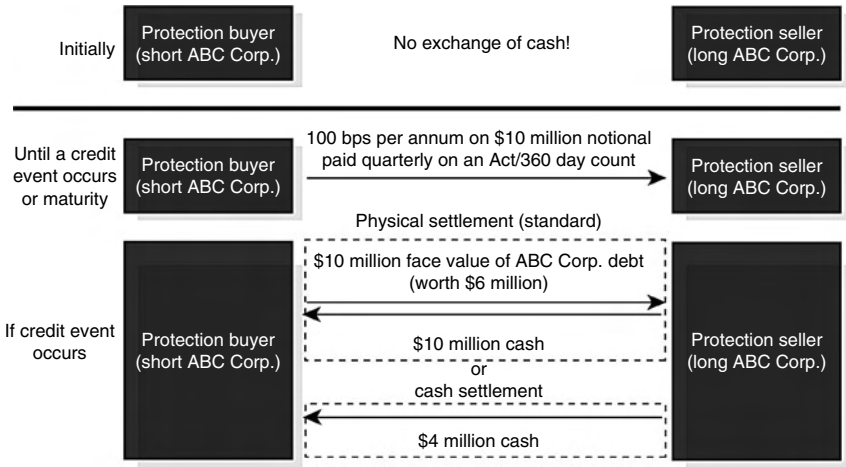 Initially
Protection buyer
(short ABC Corp.)
No exchange of cash!
Protection seller
(long ABC Corp.)
Until a credit
event occurs
or maturity
Protection buyer
(short ABC Corp.)
100 bps per annum on $10 million notional
paid quarterly on an Act/360 day count
Protection seller
(long ABC Corp.)
Physical settlement (standard)
If credit event
occurs
Protection buyer
(short ABC Corp.)
$10 million face value of ABC Corp. debt
(worth $6 million)
$10 million cash
or
cash settlement
$4 million cash
Protection seller
(long ABC Corp.)